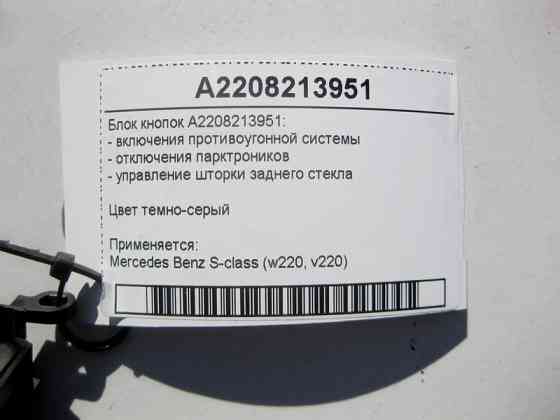 A2208213951
Блок кнопок A2208213951:
- включения противоугонной системы
- отключения парктроников
- управление шторки заднего стекла
Цвет темно-серый
Применяется:
Mercedes Benz S-class (w220, v220)